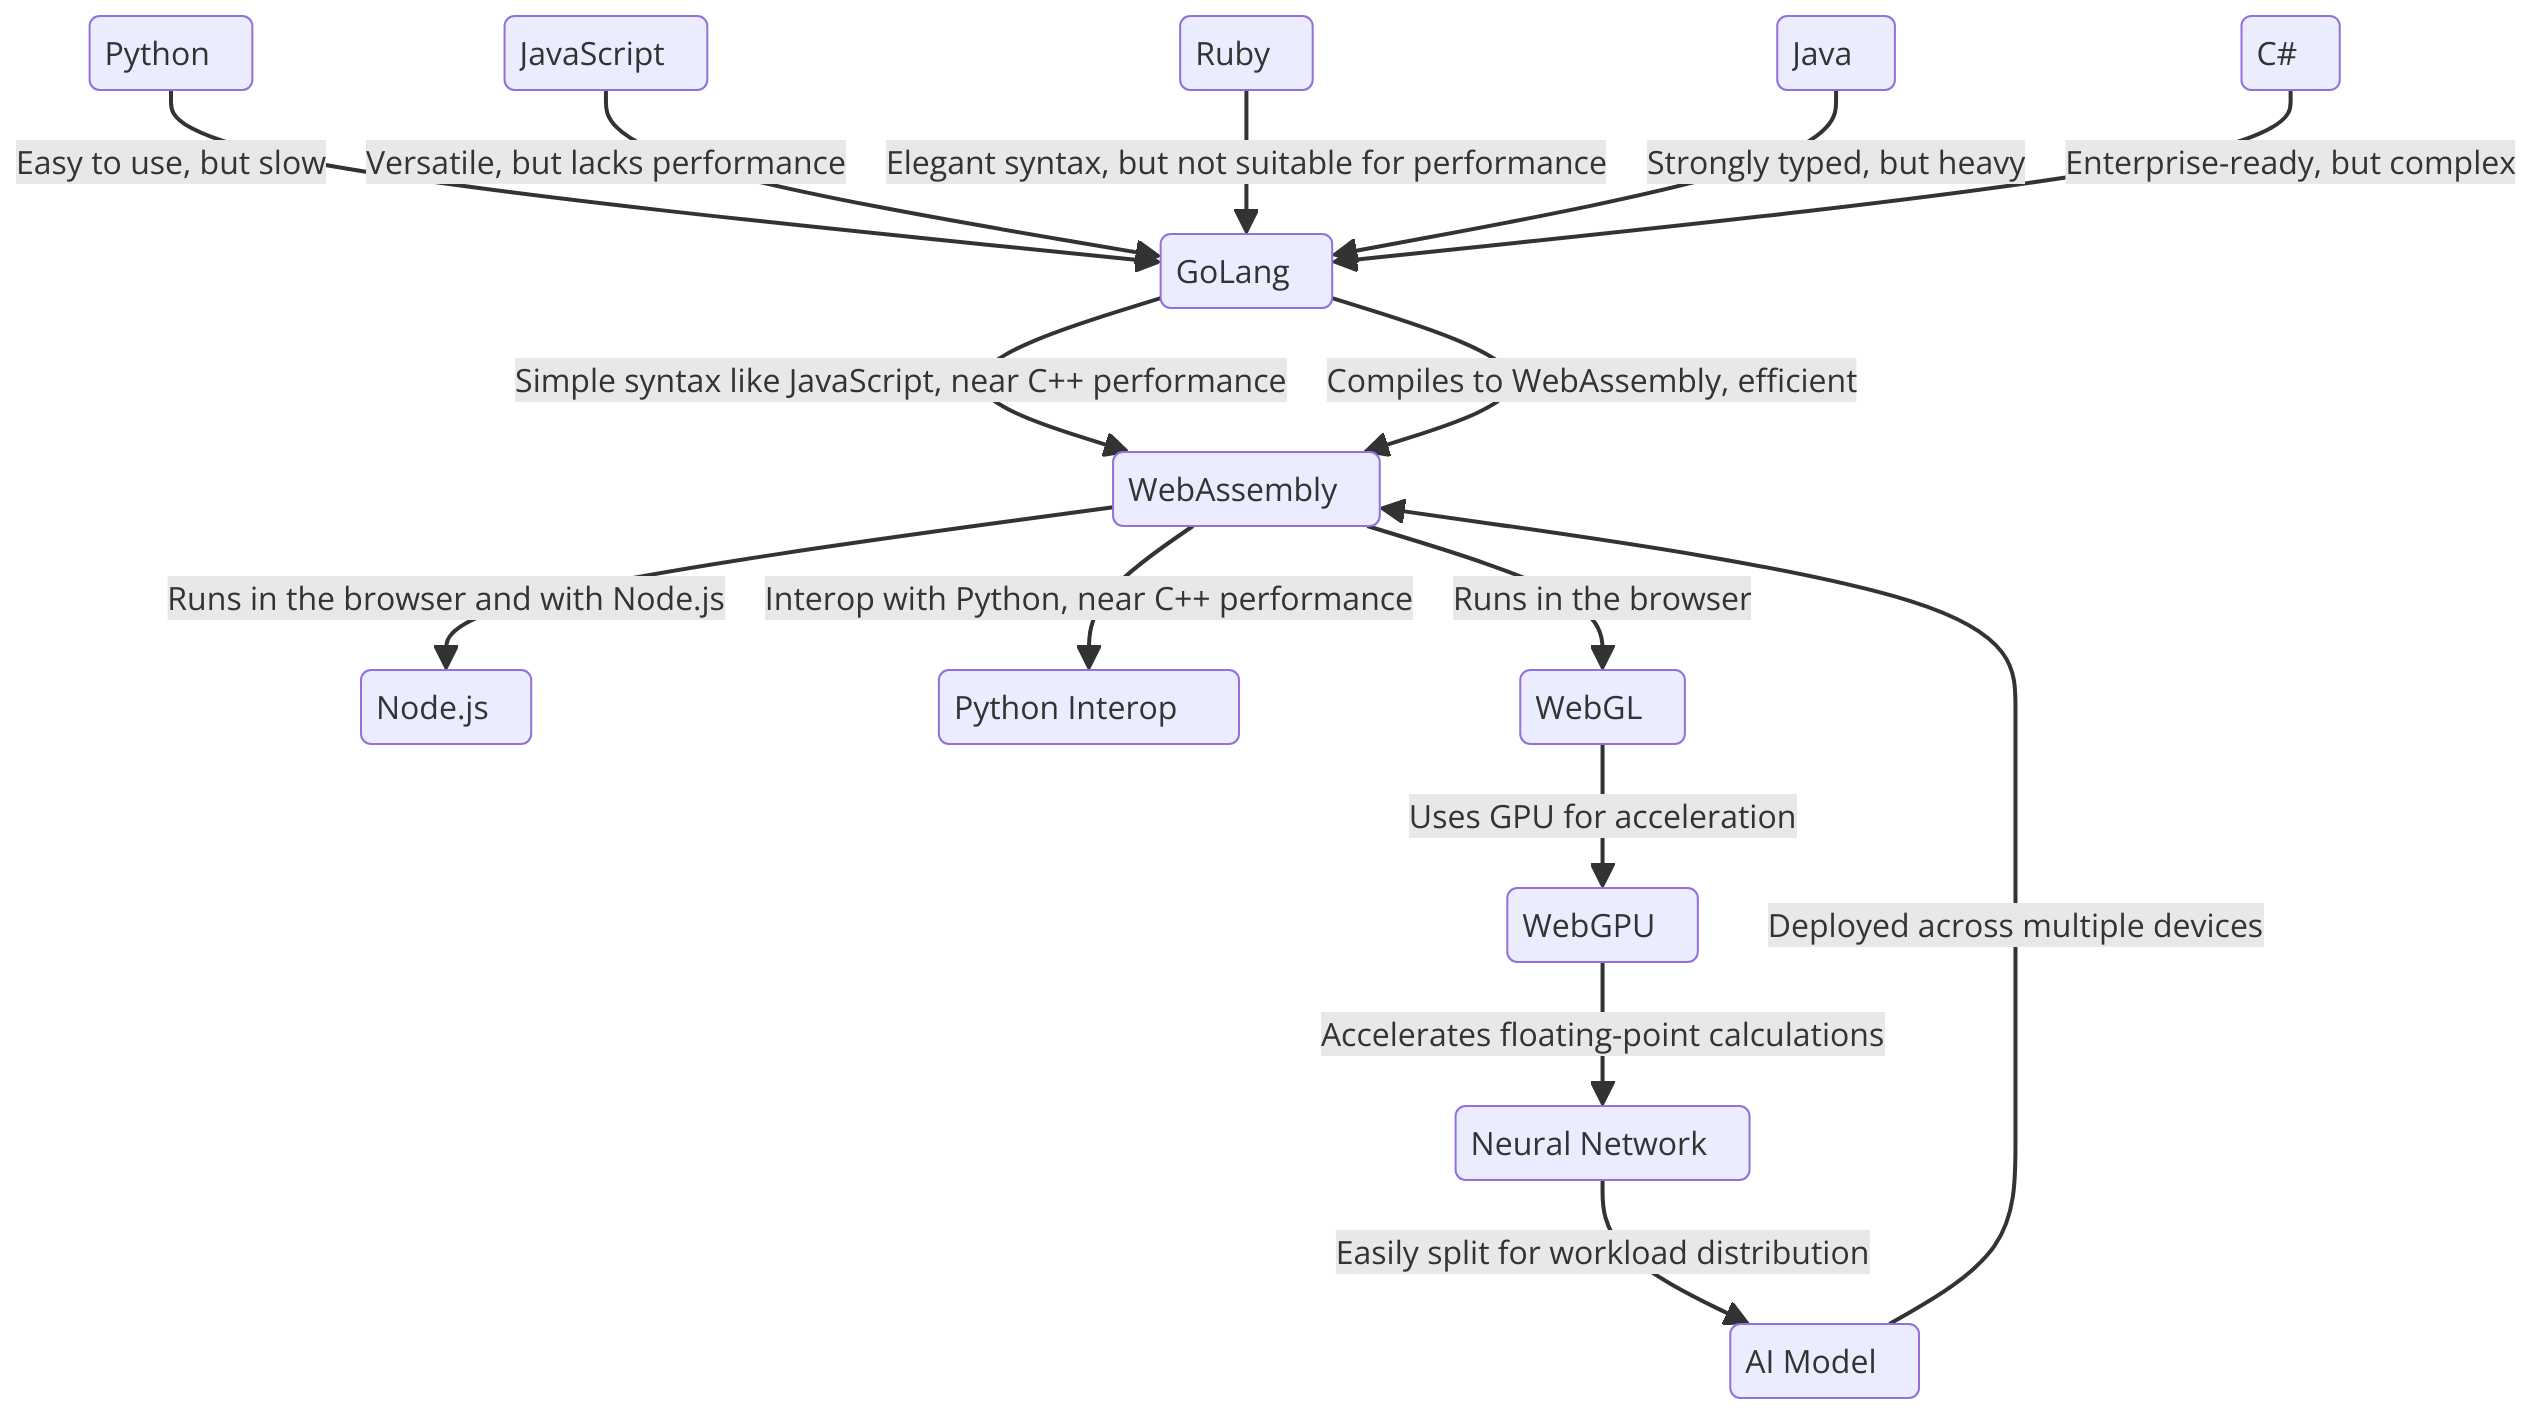 Python
JavaScript
Ruby
Java
C#
Easy to use, but slow
Versatile, but lacks performance
Elegant syntax, but not suitable for performance
Strongly typed, but heavy
Enterprise-ready, but complex
GoLang
Simple syntax like JavaScript, near C++ performance
Compiles to WebAssembly, efficient
WebAssembly
Runs in the browser and with Node.js
Interop with Python, near C++ performance
Runs in the browser
Node.js
Python Interop
WebGL
Uses GPU for acceleration
WebGPU
Deployed across multiple devices
Accelerates floating-point calculations
Neural Network
Easily split for workload distribution
AI Model